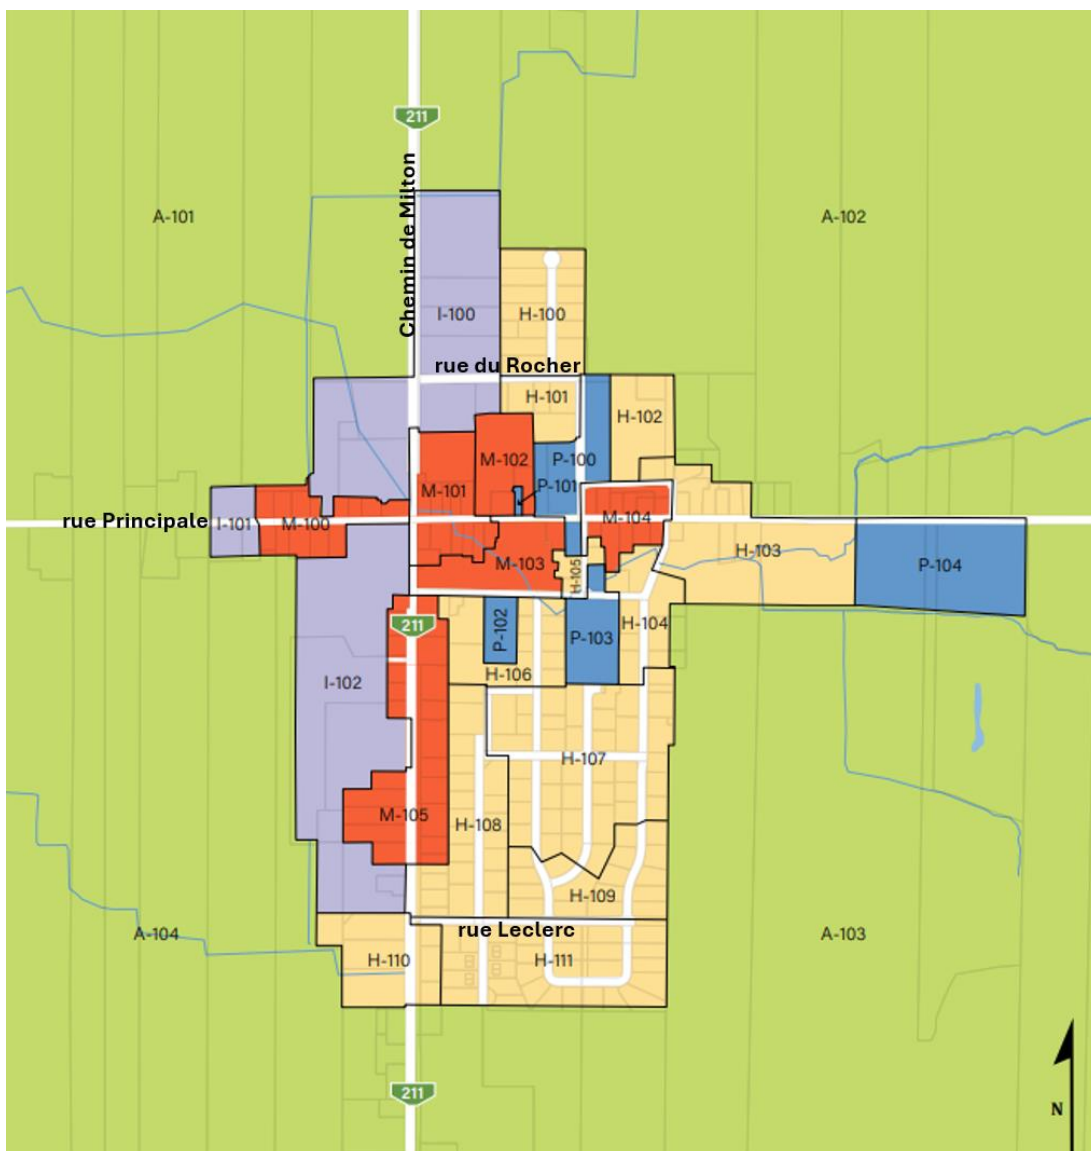 211
Chemin de Milton
A-101
A-102
I-100
H-100
rue du Rocher
H-101
H-102
M-102
P-100
M-101
P-101
rue Principale
I-101
M-100
M-104
H-103
M-103
H-105
P-104
211
P-102
P-103
H-104
H-106
I-102
H-107
M-105
H-108
H-109
rue Leclerc
A-104
A-103
H-110
H-111
211
N